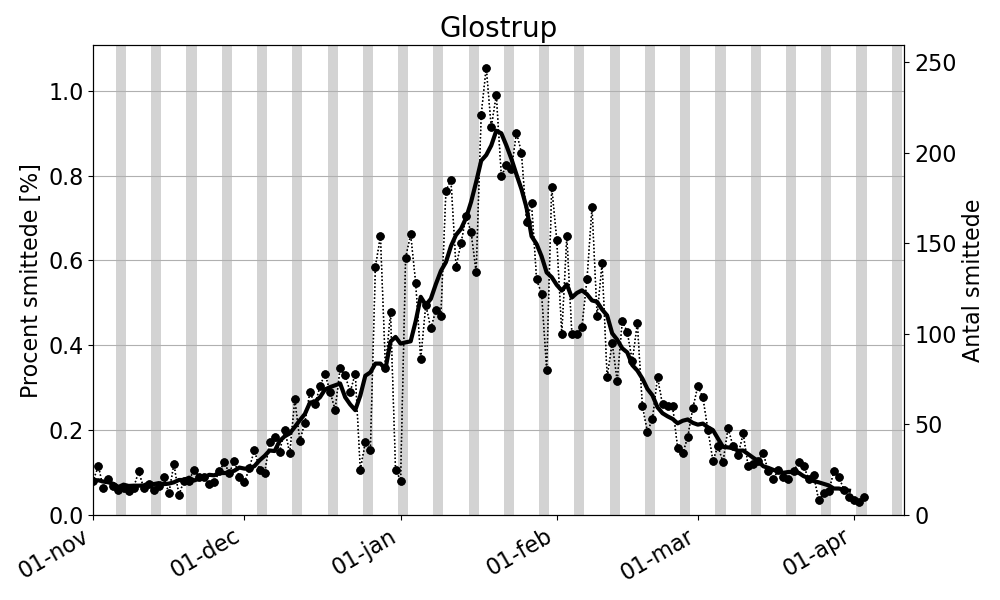 Glostrup
Procent smittede [%]
1.0
0.8
0.6
0.4
0.2
0.0
250
200
150
100
50
0
Antal smittede
01-nov
01-dec
01-jan
01-feb
01-mar
01-apr